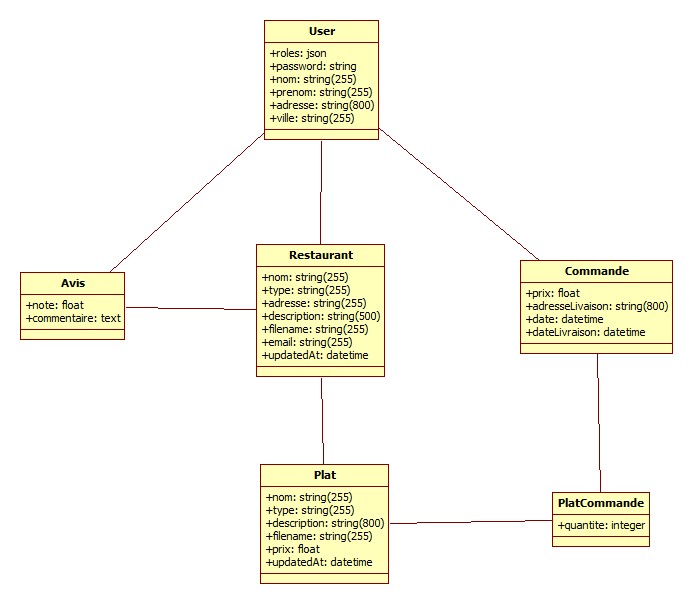 User
+roles: json
+password: string
+nom: string(255)
+prenom: string(255)
+adresse: string(800)
+ville: string(255)
Restaurant
+nom: string(255)
+type: string(255)
+adresse: string(255)
+description: string(500)
+filename: string(255)
+email: string(255)
+updatedAt: datetime
Avis
+note: float
+commentaire: text
Commande
+prix: float
+adresseLivaison: string(800)
+date: datetime
+dateLivraison: datetime
Plat
+nom: string(255)
+type: string(255)
+description: string(800)
+filename: string(255)
+prix: float
+updatedAt: datetime
PlatCommande
+quantite: integer